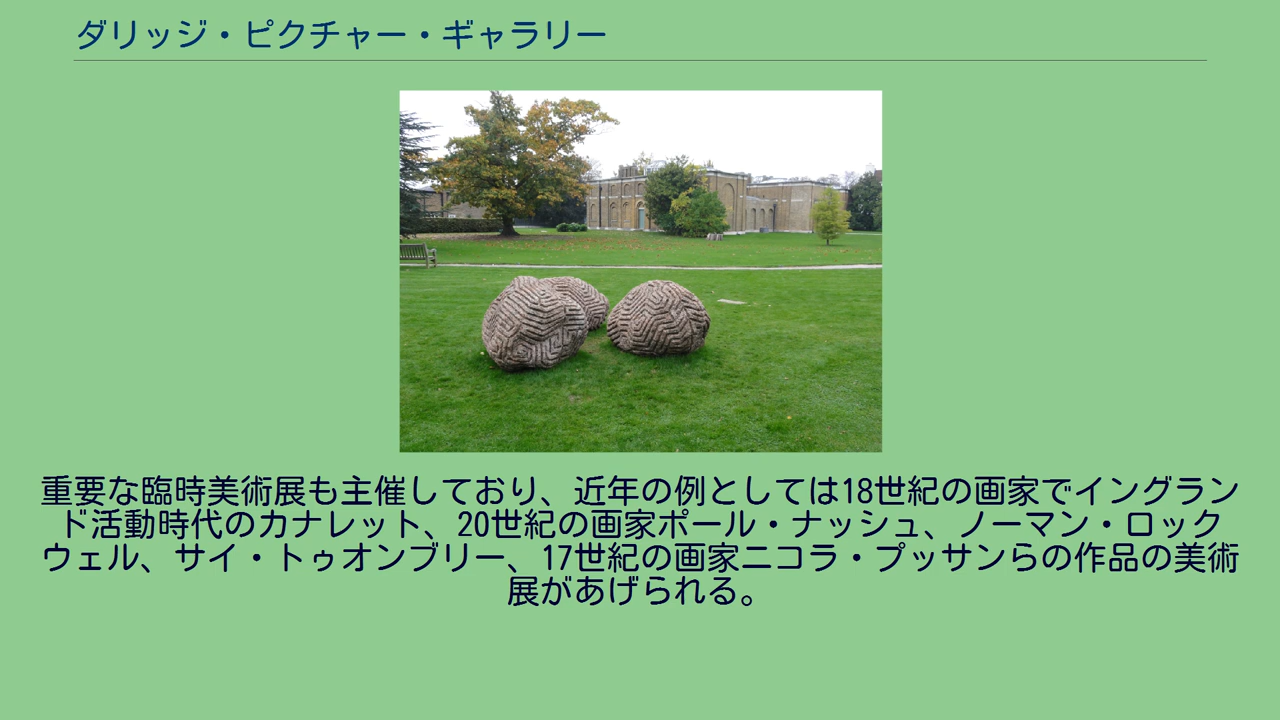 ダリッジ・ピクチャー・ギャラリー
重要な臨時美術展も主催しており、近年の例としては18世紀の画家でイングラン
ド活動時代のカナレット、20世紀の画家ポール・ナッシュ、ノーマン・ロック
ウェル、サイ・トゥオンブリー、17世紀の画家ニコラ・プッサンらの作品の美術
展があげられる。